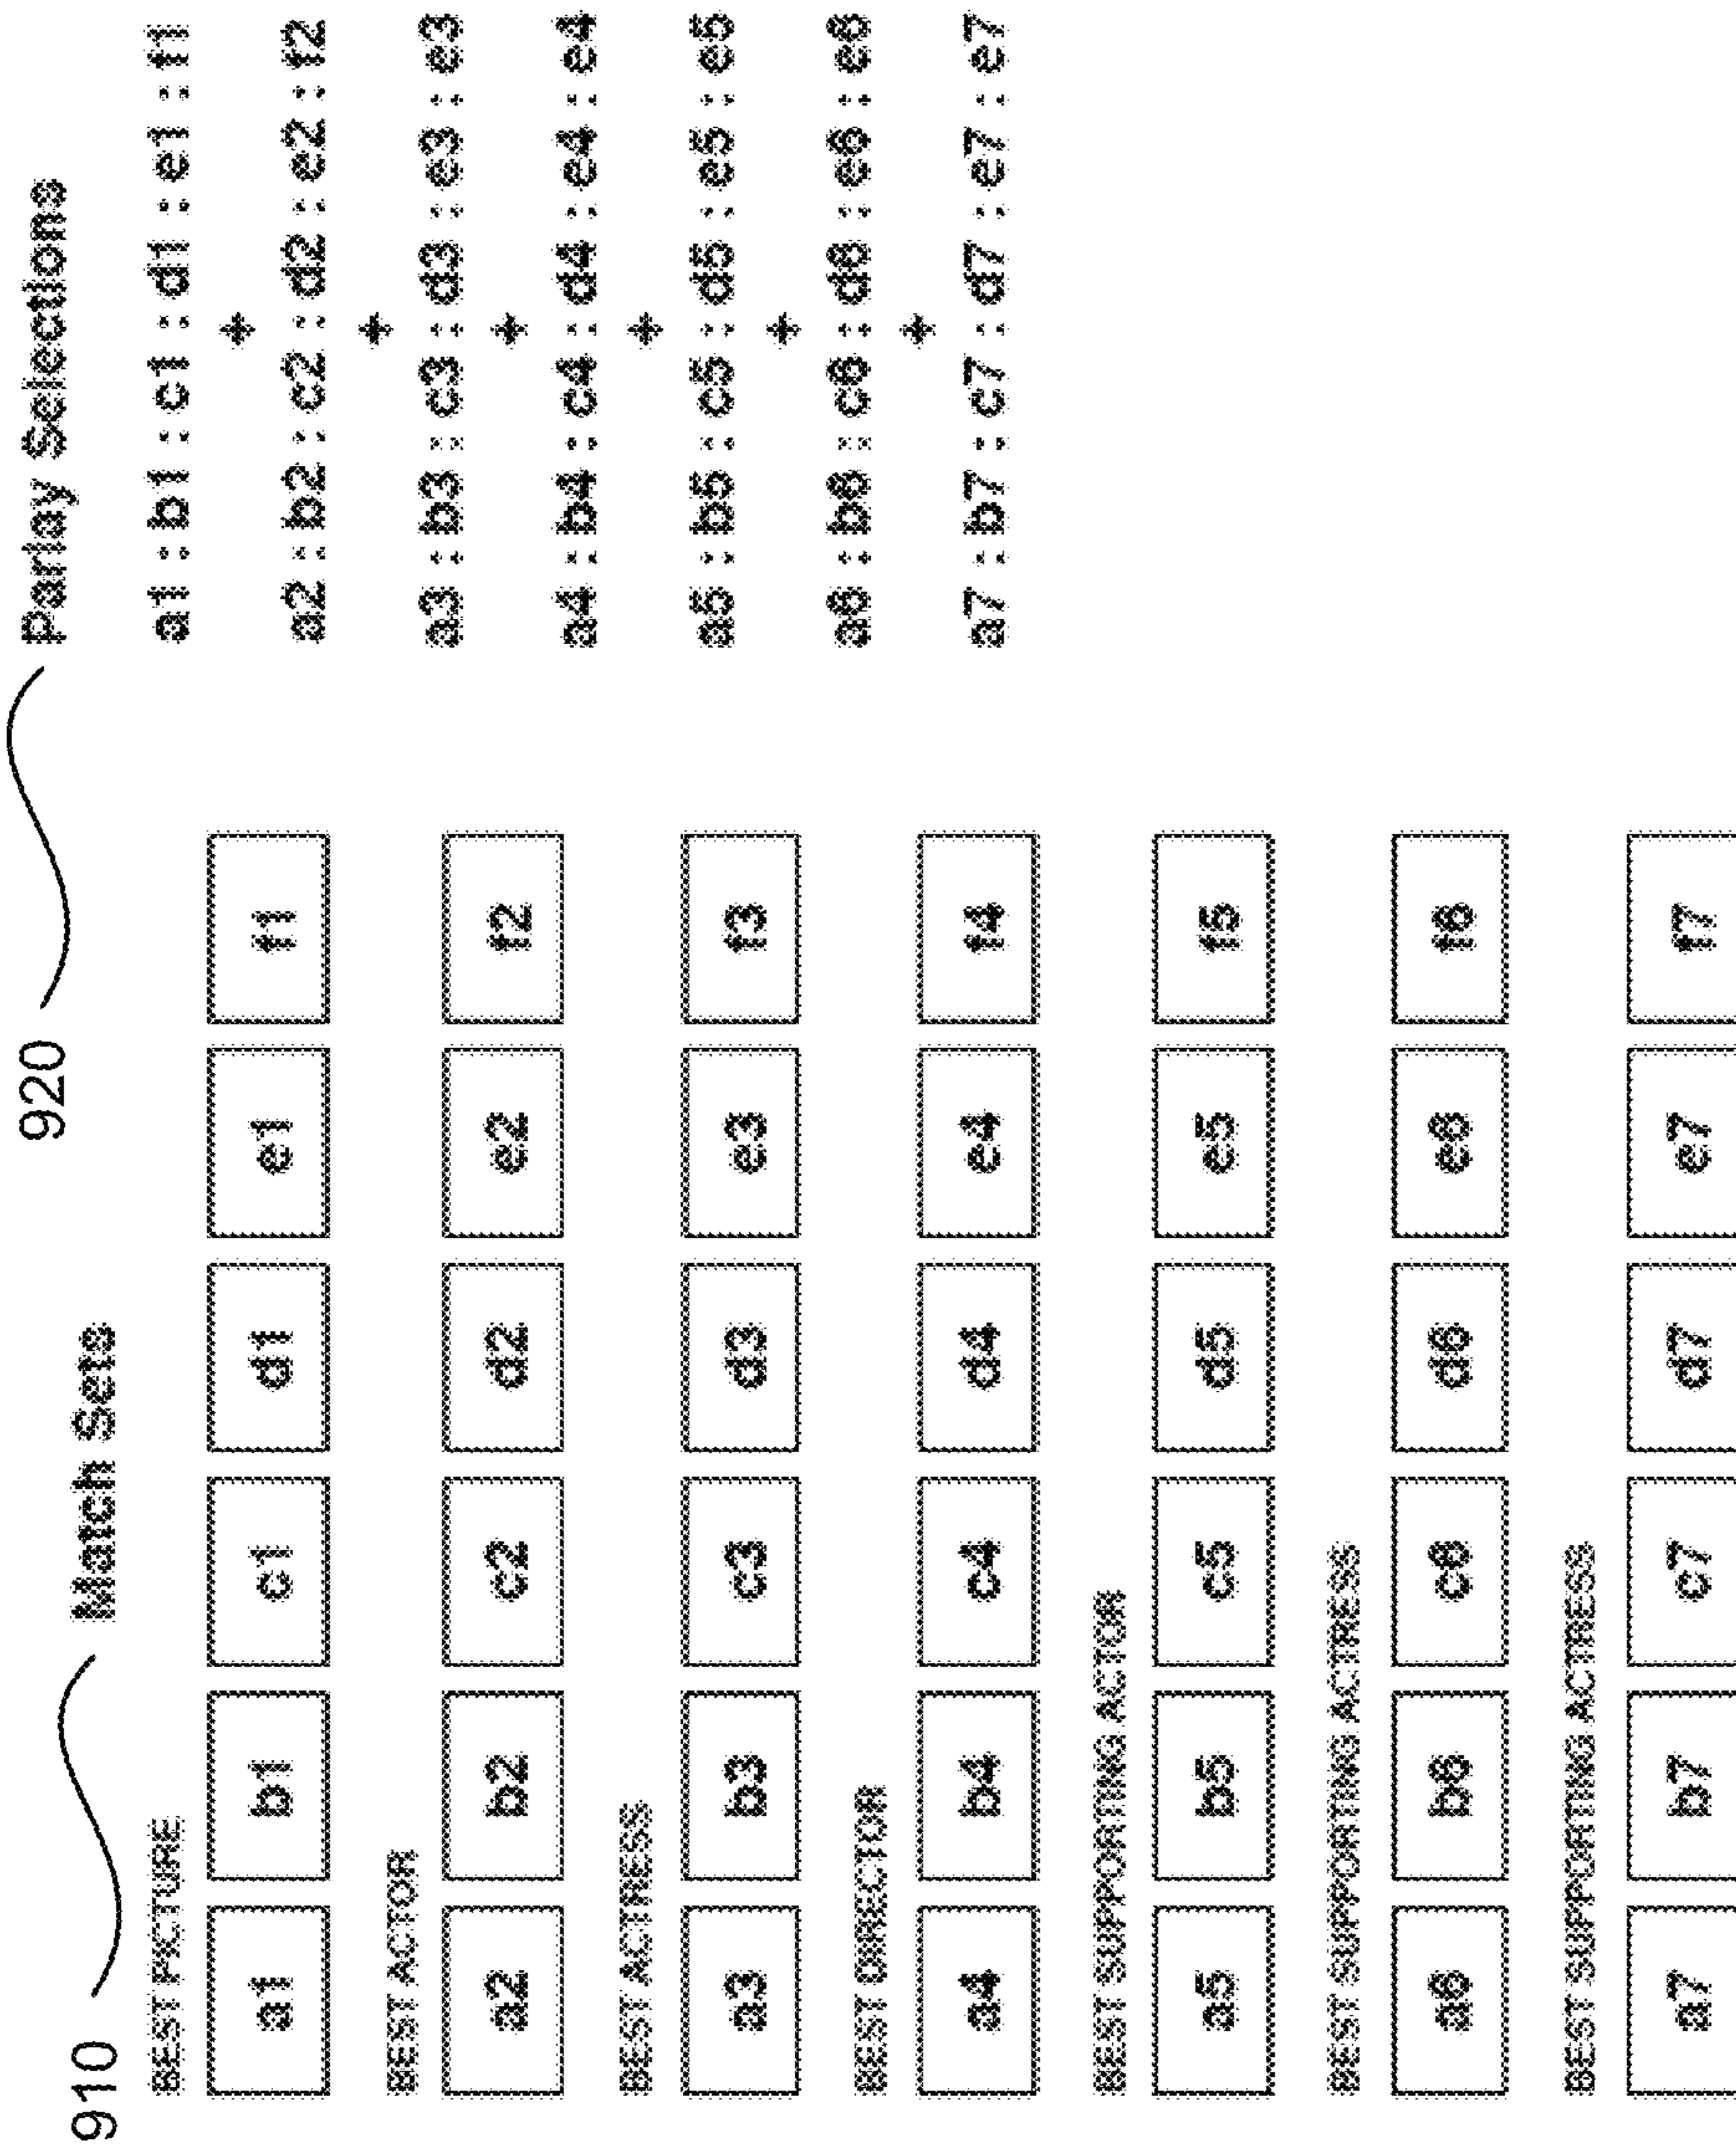 910
Match Sets
BEST PICTURE
a1 b1 c1 d1 e1 f1
BEST ACTOR
a2 b2 c2 d2 e2 f2
BEST ACTRESS
a3 b3 c3 d3 e3 f3
BEST DIRECTOR
a4 b4 c4 d4 e4 f4
BEST SUPPORTING ACTOR
a5 b5 c5 d5 e5 f5
BEST SUPPORTING ACTRESS
a6 b6 c6 d6 e6 f6
BEST SUPPORTING ACTRESS
a7 b7 c7 d7 e7 f7
920
Parlay Selections
a1 :: b1 :: c1 :: d1 :: e1 :: f1
+
a2 :: b2 :: c2 :: d2 :: e2 :: f2
+
a3 :: b3 :: c3 :: d3 :: e3 :: e3
+
a4 :: b4 :: c4 :: d4 :: e4 :: e4
+
a5 :: b5 :: c5 :: d5 :: e5 :: e5
+
a6 :: b6 :: c6 :: d6 :: e6 :: e6
+
a7 :: b7 :: c7 :: d7 :: e7 :: e7